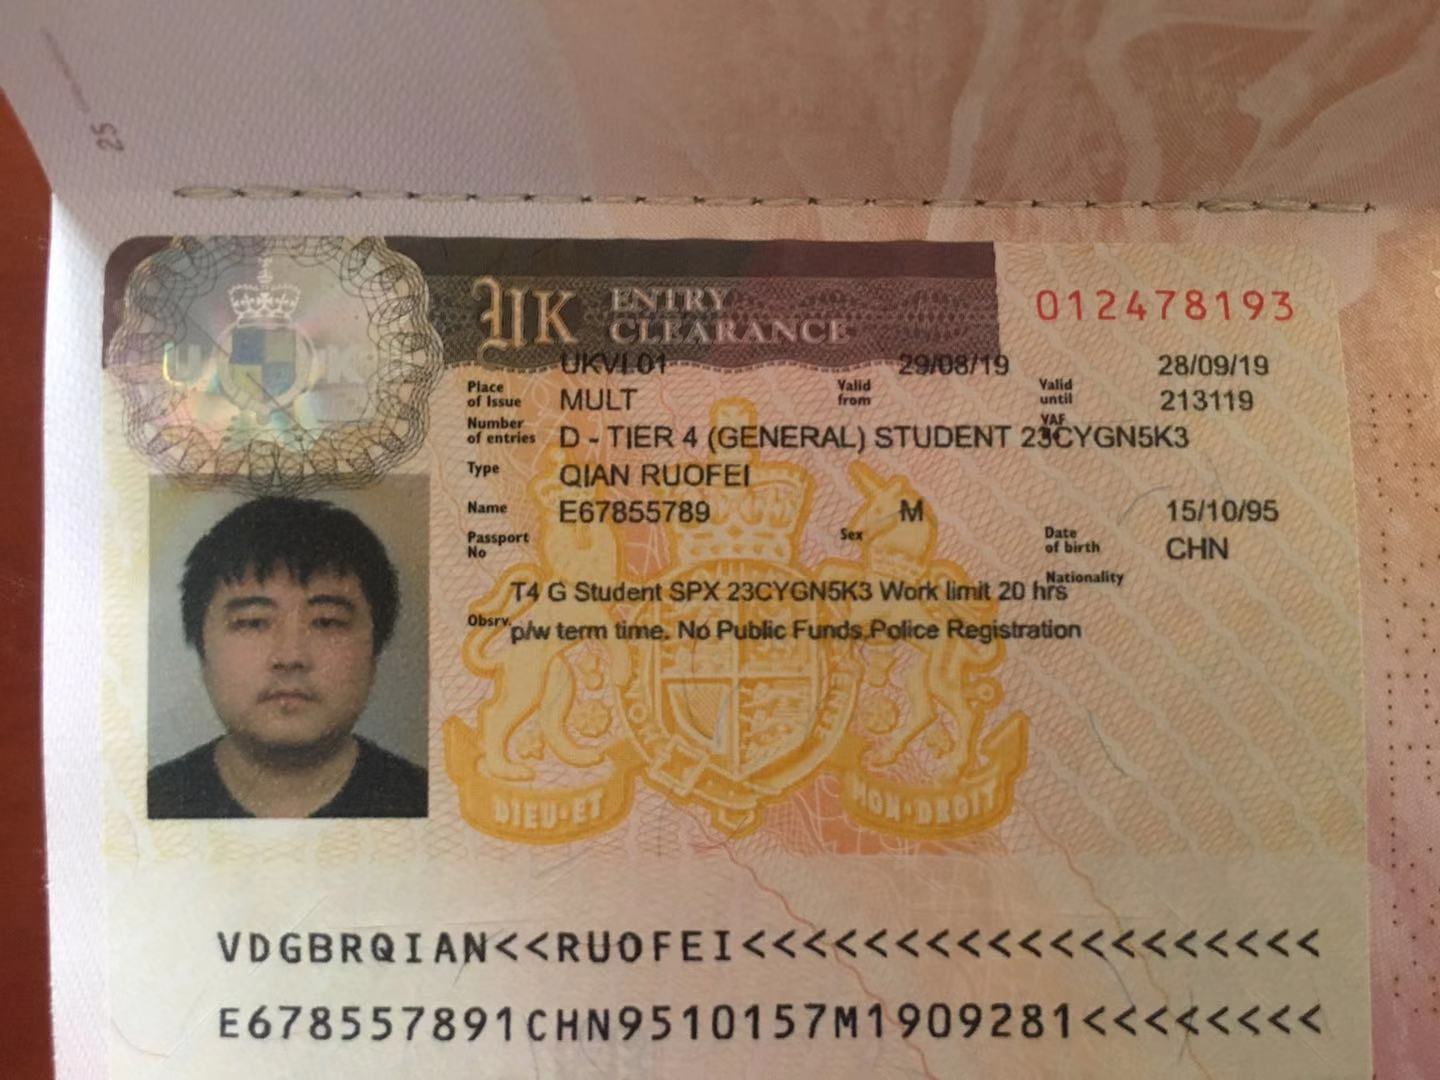 25
UK ENTRY CLEARANCE
012478193
UKVI.01 29/08/19 28/09/19
Place of Issue MULT Valid from Valid until 213119
Number of entries D - TIER 4 (GENERAL) STUDENT VAF 23CYGN5K3
Type QIAN RUOFEI
Name E67855789 M 15/10/95
Passport No Sex Date of birth CHN
Nationality
T4 G Student SPX 23CYGN5K3 Work limit 20 hrs
Obsrv. p/w term time. No Public Funds.Police Registration
DIEU·ET MON·DROIT
VDGBRQIAN<<RUOFEI<<<<<<<<<<<<<<<<<<<
E678557891CHN9510157M1909281<<<<<<<<